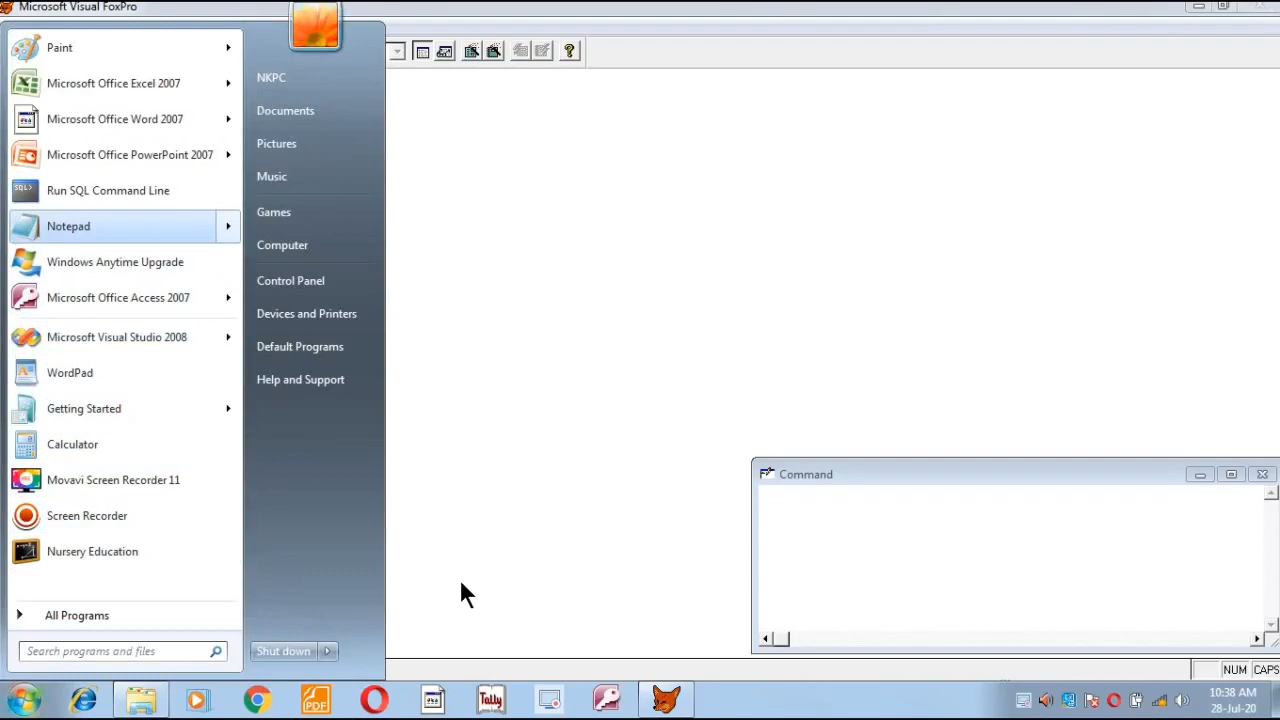 Microsoft Visual FoxPro
Paint
Microsoft Office Excel 2007
Microsoft Office Word 2007
Microsoft Office PowerPoint 2007
Run SQL Command Line
Notepad
Windows Anytime Upgrade
Microsoft Office Access 2007
Microsoft Visual Studio 2008
WordPad
Getting Started
Calculator
Movavi Screen Recorder 11
Screen Recorder
Nursery Education
All Programs
Search programs and files
NKPC
Documents
Pictures
Music
Games
Computer
Control Panel
Devices and Printers
Default Programs
Help and Support
Shut down
Command
NUM CAPS
PDF
Tally
10:38 AM
28-Jul-20